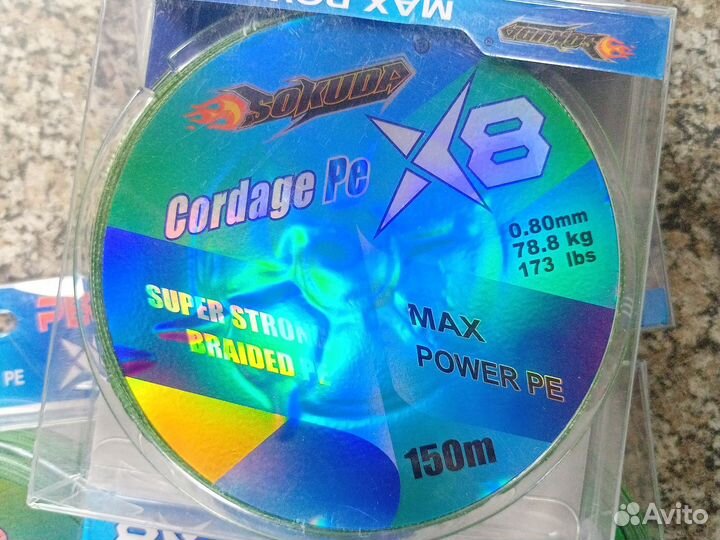 MAX POW
SOKUDA
SOKUDA
X8
Cordage Pe
0.80mm
78.8 kg
173 lbs
SUPER STRON
BRAIDED PE
MAX
POWER PE
150m
PE
X8
Avito